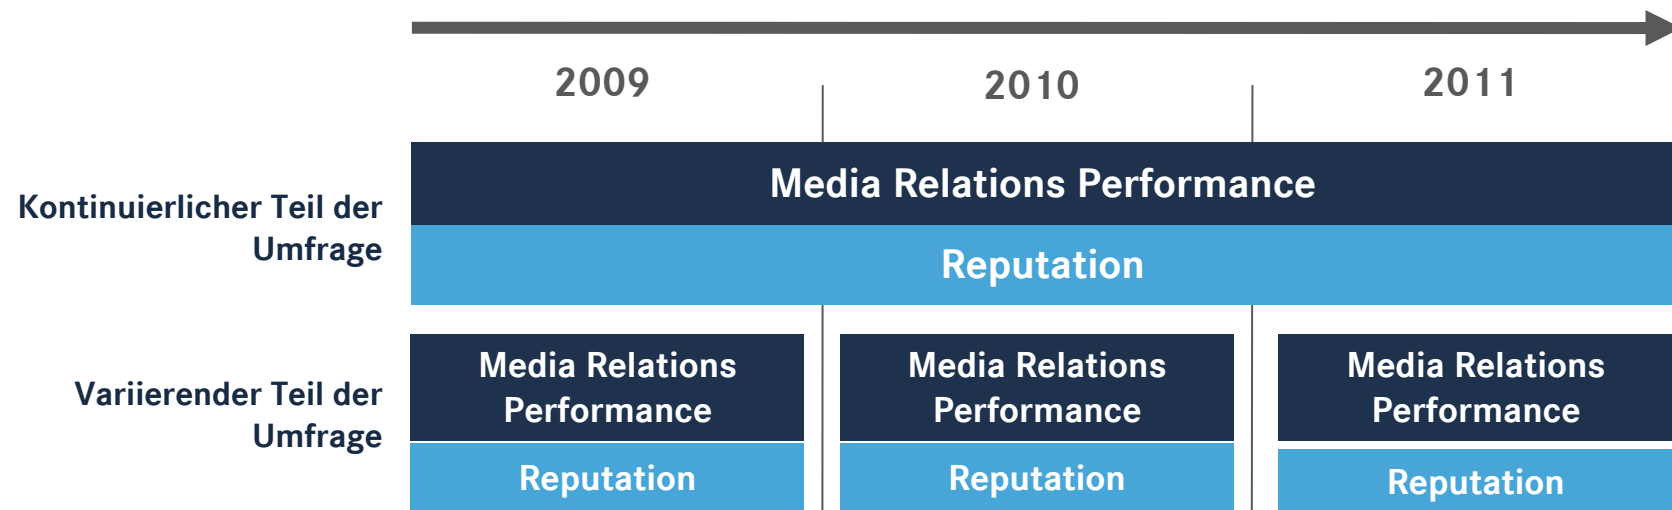 2009 2010 2011
Media Relations Performance
Kontinuierlicher Teil der
Umfrage
Reputation
Variierender Teil der
Umfrage
Media Relations
Performance
Reputation
Media Relations
Performance
Reputation
Media Relations
Performance
Reputation